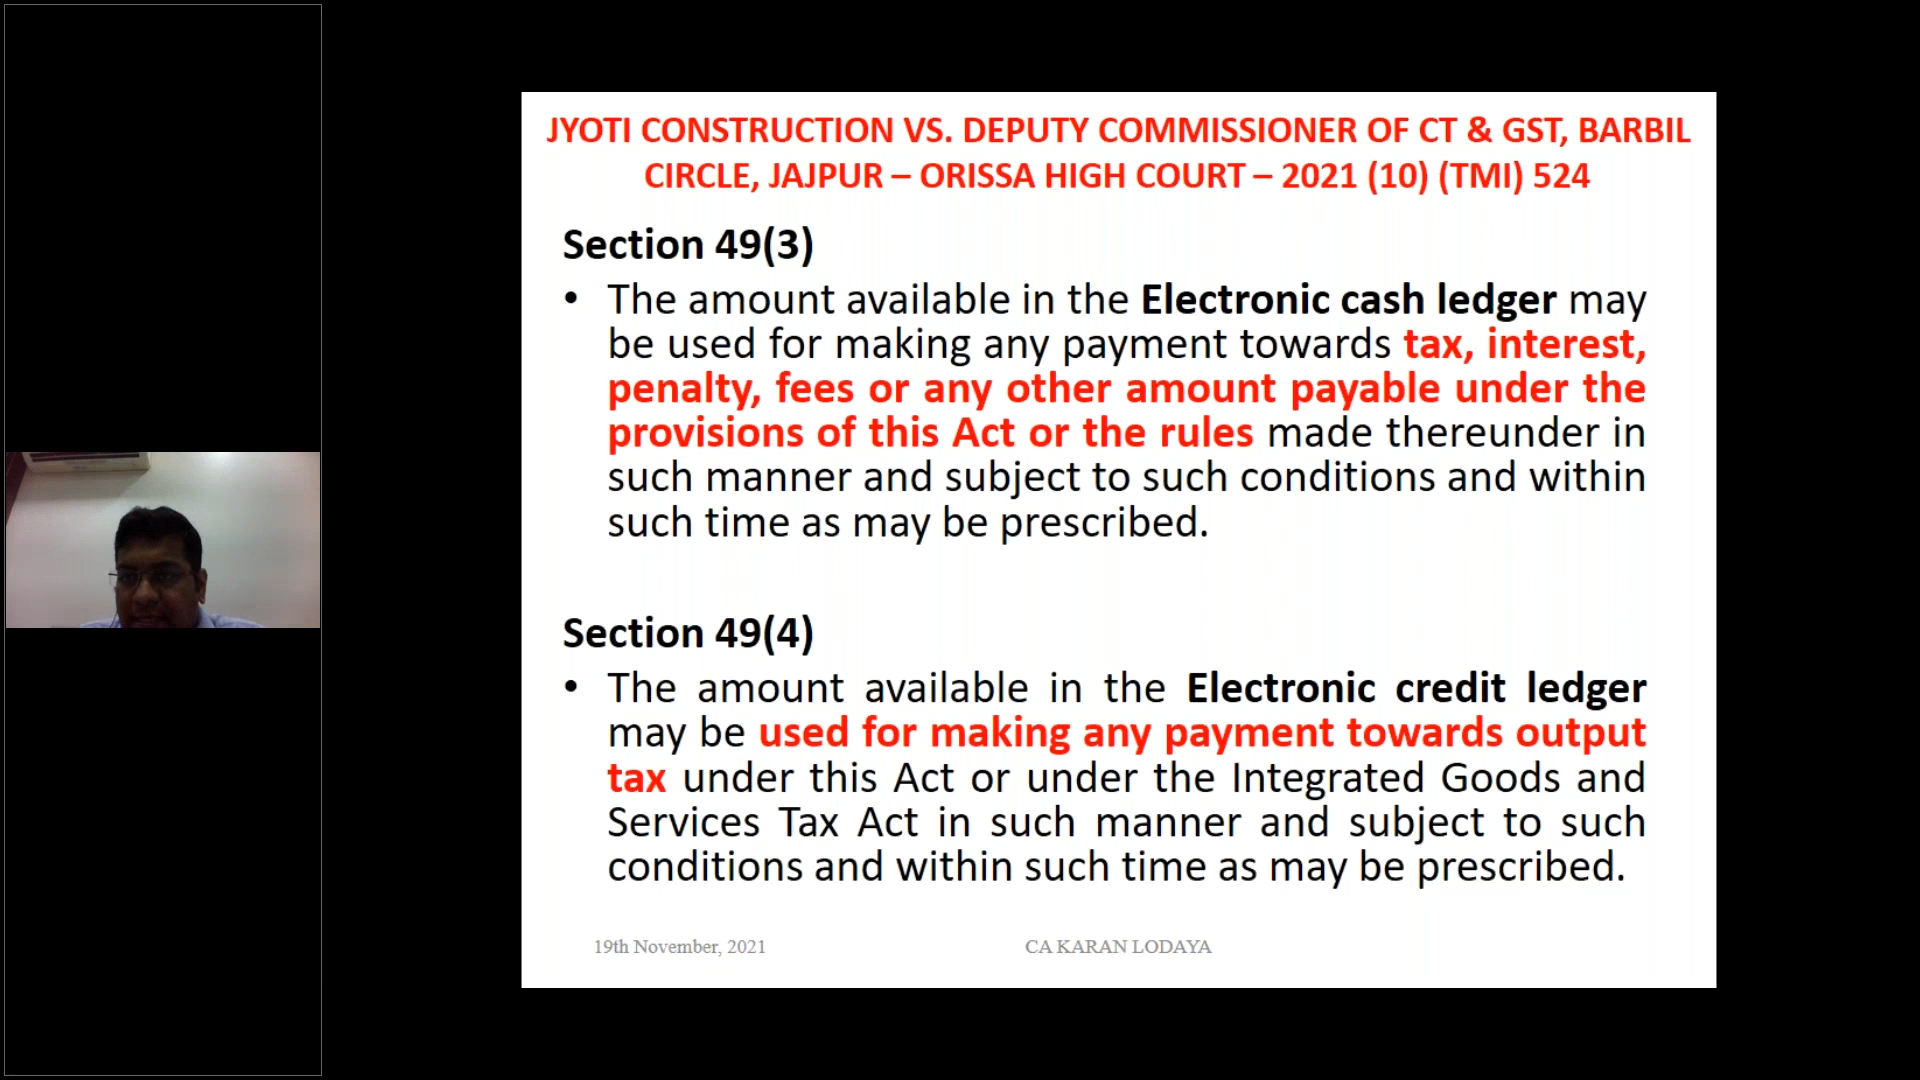 JYOTI CONSTRUCTION VS. DEPUTY COMMISSIONER OF CT & GST, BARBIL
CIRCLE, JAJPUR – ORISSA HIGH COURT – 2021 (10) (TMI) 524
Section 49(3)
• The amount available in the Electronic cash ledger may
be used for making any payment towards tax, interest,
penalty, fees or any other amount payable under the
provisions of this Act or the rules made thereunder in
such manner and subject to such conditions and within
such time as may be prescribed.
Section 49(4)
• The amount available in the Electronic credit ledger
may be used for making any payment towards output
tax under this Act or under the Integrated Goods and
Services Tax Act in such manner and subject to such
conditions and within such time as may be prescribed.
19th November, 2021 CA KARAN LODAYA